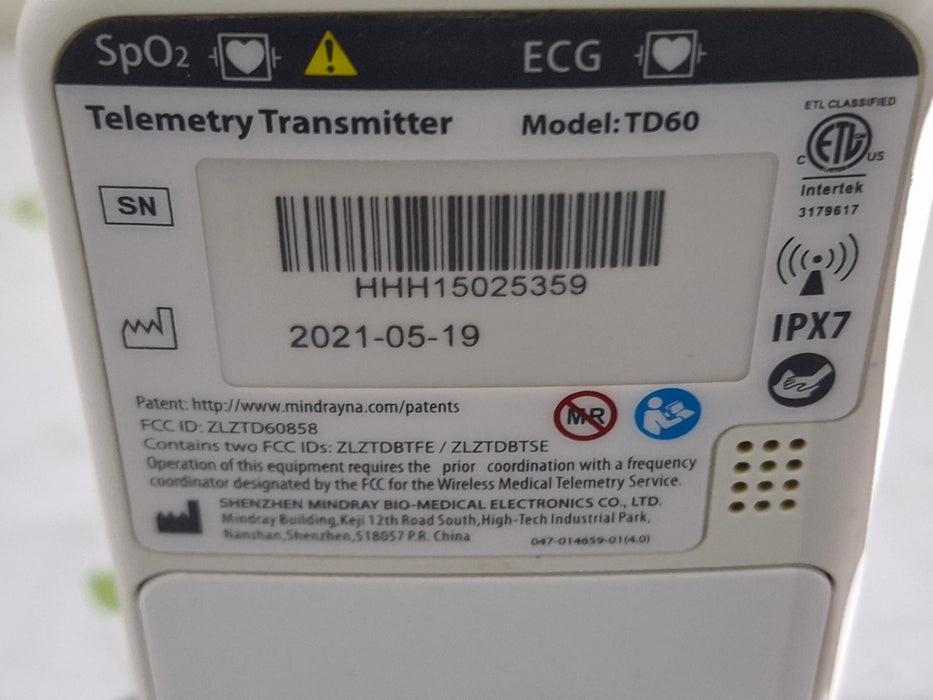 SpO2 ECG
Telemetry Transmitter Model: TD60
ETL CLASSIFIED
ETL
C US
Intertek
3179617
SN
HHH15025359
2021-05-19
IPX7
MR
Patent: http://www.mindrayna.com/patents
FCC ID: ZLZTD60858
Contains two FCC IDs: ZLZTDBTFE / ZLZTDBTSE
Operation of this equipment requires the prior coordination with a frequency
coordinator designated by the FCC for the Wireless Medical Telemetry Service.
SHENZHEN MINDRAY BIO-MEDICAL ELECTRONICS CO., LTD.
Mindray Building,Keji 12th Road South,High-Tech Industrial Park,
Nanshan,Shenzhen,518057 P.R. China
047-014659-01(4.0)